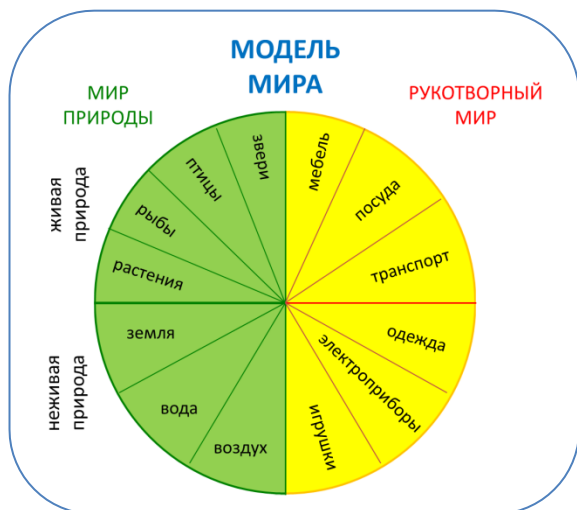 МОДЕЛЬ
МИРА
МИР
ПРИРОДЫ
РУКОТВОРНЫЙ
МИР
живая
природа
неживая
природа
звери
птицы
рыбы
растения
земля
вода
воздух
мебель
посуда
транспорт
одежда
электроприборы
игрушки